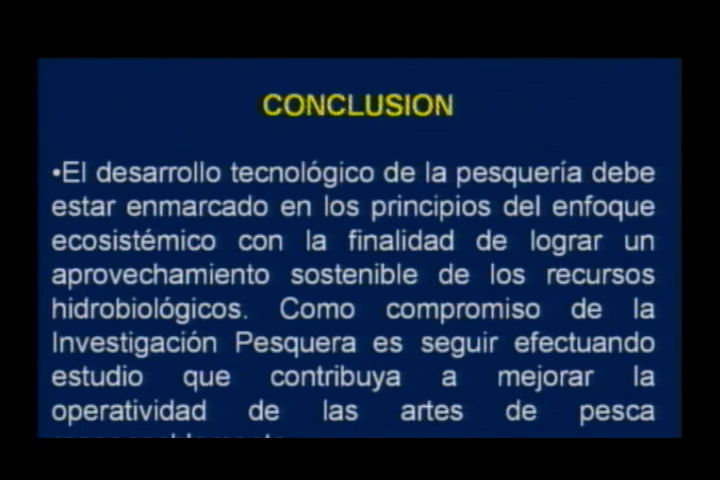 CONCLUSION
•El desarrollo tecnológico de la pesquería debe
estar enmarcado en los principios del enfoque
ecosistémico con la finalidad de lograr un
aprovechamiento sostenible de los recursos
hidrobiológicos. Como compromiso de la
Investigación Pesquera es seguir efectuando
estudio que contribuya a mejorar la
operatividad de las artes de pesca